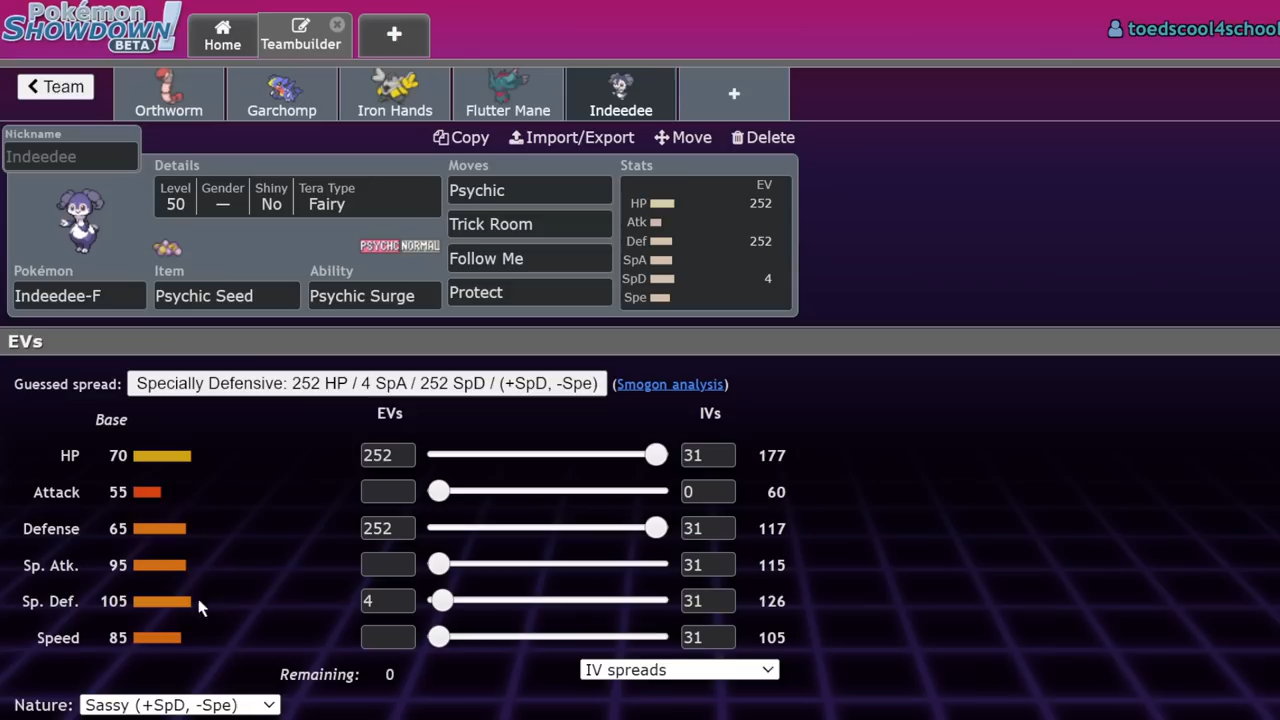 Pokémon
SHOWDOWN!
BETA
Home
Teambuilder
+
toedscool4school
Team
Orthworm
Garchomp
Iron Hands
Flutter Mane
Indeedee
+
Nickname
Indeedee
Copy
Import/Export
Move
Delete
Details
Level Gender Shiny Tera Type
50 — No Fairy
PSYCHC NORMAL
Pokémon
Indeedee-F
Item
Psychic Seed
Ability
Psychic Surge
Moves
Psychic
Trick Room
Follow Me
Protect
Stats
EV
HP 252
Atk
Def 252
SpA
SpD 4
Spe
EVs
Guessed spread: Specially Defensive: 252 HP / 4 SpA / 252 SpD / (+SpD, -Spe) (Smogon analysis)
Base EVs IVs
HP 70 252 31 177
Attack 55 0 60
Defense 65 252 31 117
Sp. Atk. 95 31 115
Sp. Def. 105 4 31 126
Speed 85 31 105
Remaining: 0
IV spreads
Nature: Sassy (+SpD, -Spe)